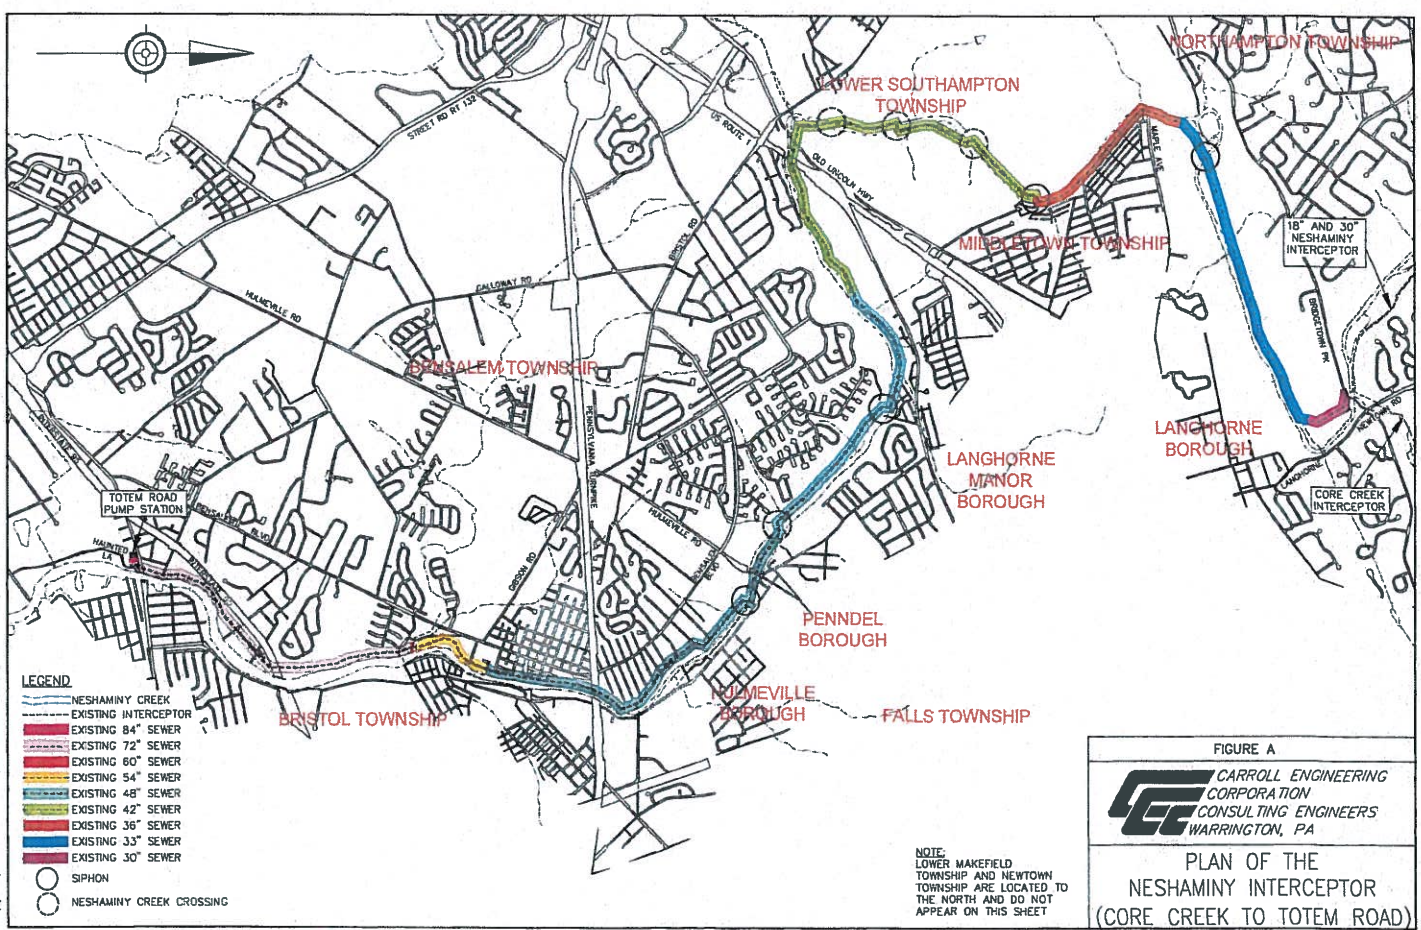 NORTHAMPTON TOWNSHIP
LOWER SOUTHAMPTON
TOWNSHIP
STREET RD RT 132
US ROUTE 1
OLD LINCOLN HWY
MAPLE AVE
BRISTOL RD
MIDDLETOWN TOWNSHIP
18" AND 30"
NESHAMINY
INTERCEPTOR
GALLOWAY RD
HULMEVILLE RD
BRIDGETOWN PK
BENSALEM TOWNSHIP
PENNSYLVANIA TURNPIKE
NEWTOWN RD
LANGHORNE
BOROUGH
LANGHORNE
LANGHORNE
MANOR
BOROUGH
CORE CREEK
INTERCEPTOR
TOTEM ROAD
PUMP STATION
BENSALEM
BLVD
HULMEVILLE RD
HAUNTED
LA
GIBSON RD
BENSALEM
BLVD
PENNDEL
BOROUGH
HULMEVILLE
BOROUGH
BRISTOL TOWNSHIP
FALLS TOWNSHIP
LEGEND
NESHAMINY CREEK
EXISTING INTERCEPTOR
EXISTING 84" SEWER
EXISTING 72" SEWER
EXISTING 60" SEWER
EXISTING 54" SEWER
EXISTING 48" SEWER
EXISTING 42" SEWER
EXISTING 36" SEWER
EXISTING 33" SEWER
EXISTING 30" SEWER
SIPHON
NESHAMINY CREEK CROSSING
NOTE:
LOWER MAKEFIELD
TOWNSHIP AND NEWTOWN
TOWNSHIP ARE LOCATED TO
THE NORTH AND DO NOT
APPEAR ON THIS SHEET
FIGURE A
CEC
CARROLL ENGINEERING
CORPORATION
CONSULTING ENGINEERS
WARRINGTON, PA
PLAN OF THE
NESHAMINY INTERCEPTOR
(CORE CREEK TO TOTEM ROAD)